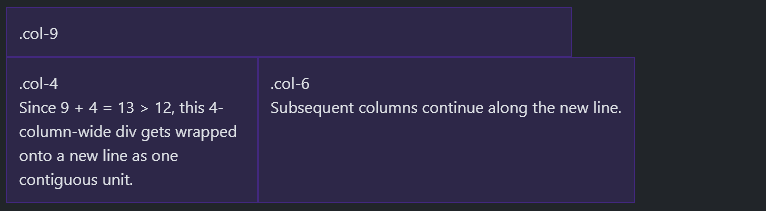 .col-9
.col-4
Since 9 + 4 = 13 > 12, this 4-
column-wide div gets wrapped
onto a new line as one
contiguous unit.
.col-6
Subsequent columns continue along the new line.